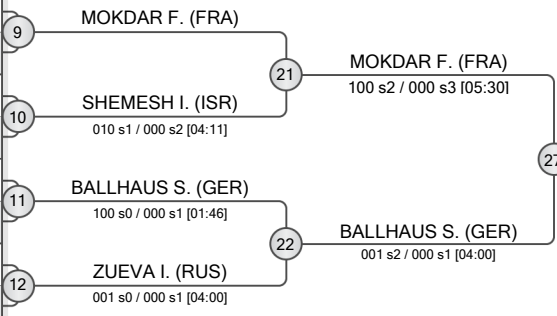 MOKDAR F. (FRA)
9
21
MOKDAR F. (FRA)
100 s2 / 000 s3 [05:30]
SHEMESH I. (ISR)
10
010 s1 / 000 s2 [04:11]
27
BALLHAUS S. (GER)
11
100 s0 / 000 s1 [01:46]
22
BALLHAUS S. (GER)
001 s2 / 000 s1 [04:00]
ZUEVA I. (RUS)
12
001 s0 / 000 s1 [04:00]